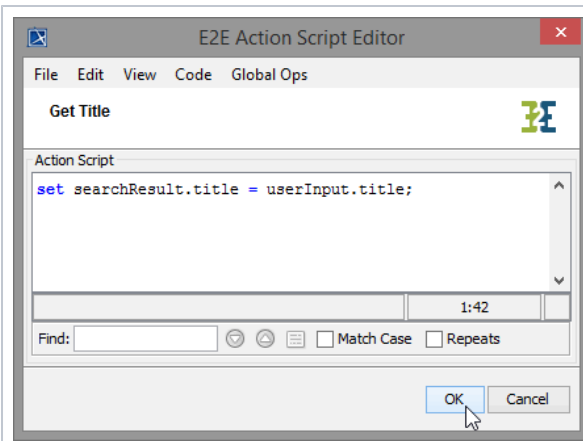 E2E Action Script Editor
File Edit View Code Global Ops
Get Title
E2E
Action Script
set searchResult.title = userInput.title;
1:42
Find: Match Case Repeats
OK Cancel